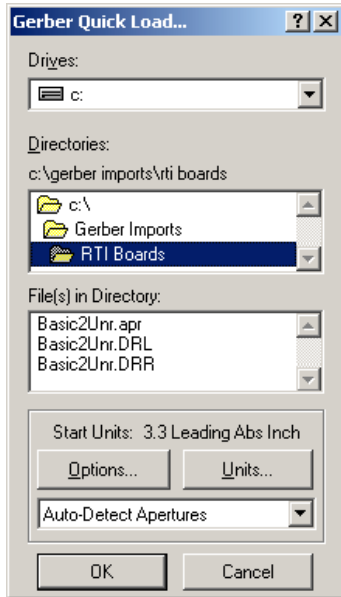 Gerber Quick Load...
Drives:
c:
Directories:
c:\gerber imports\rti boards
c:\
Gerber Imports
RTI Boards
File(s) in Directory:
Basic2Unr.apr
Basic2Unr.DRL
Basic2Unr.DRR
Start Units: 3.3 Leading Abs Inch
Options... Units...
Auto-Detect Apertures
OK Cancel